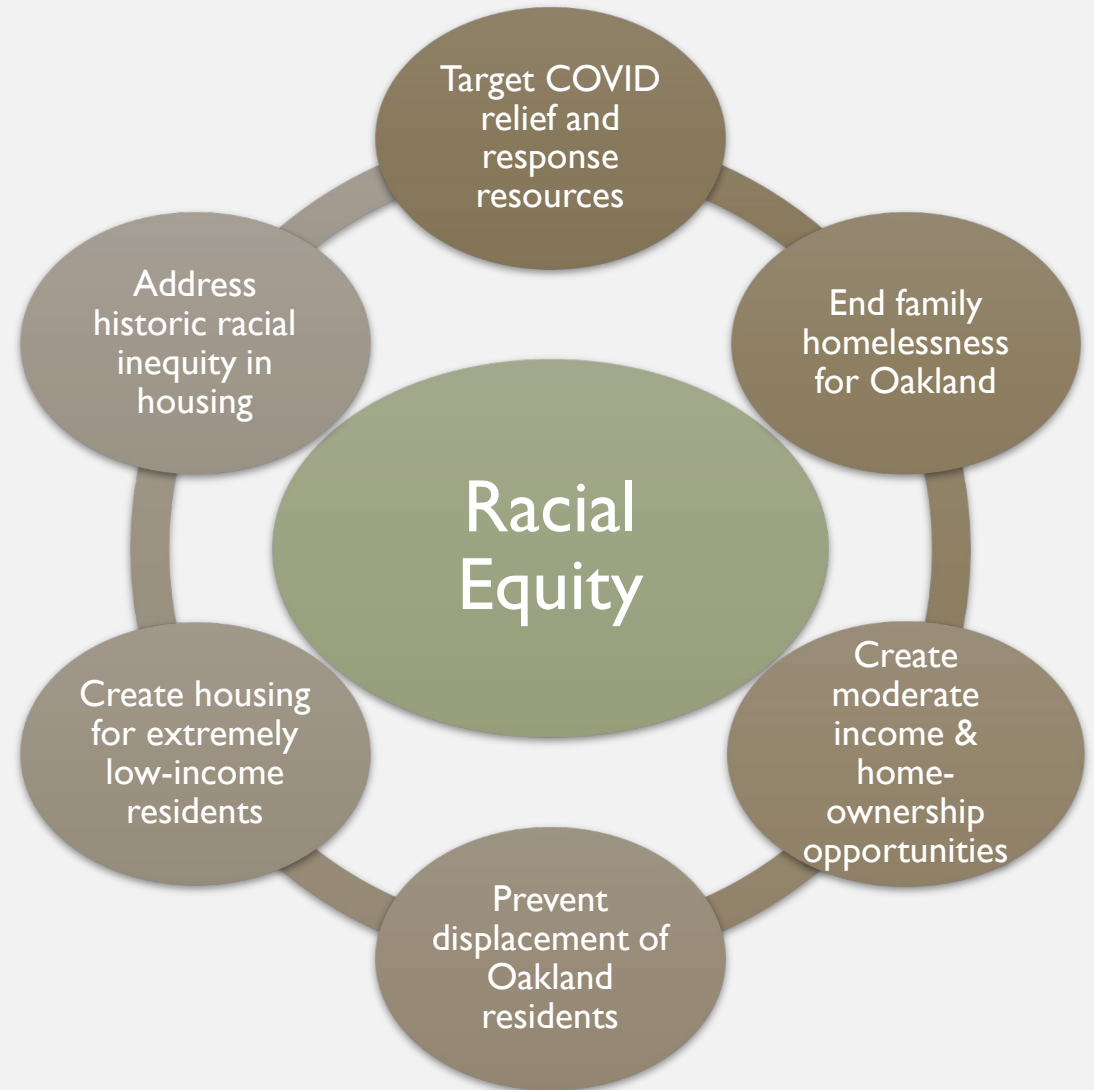 Target COVID
relief and
response
resources
End family
homelessness
for Oakland
Create
moderate
income &
home-
ownership
opportunities
Prevent
displacement of
Oakland
residents
Create housing
for extremely
low-income
residents
Address
historic racial
inequity in
housing
Racial
Equity